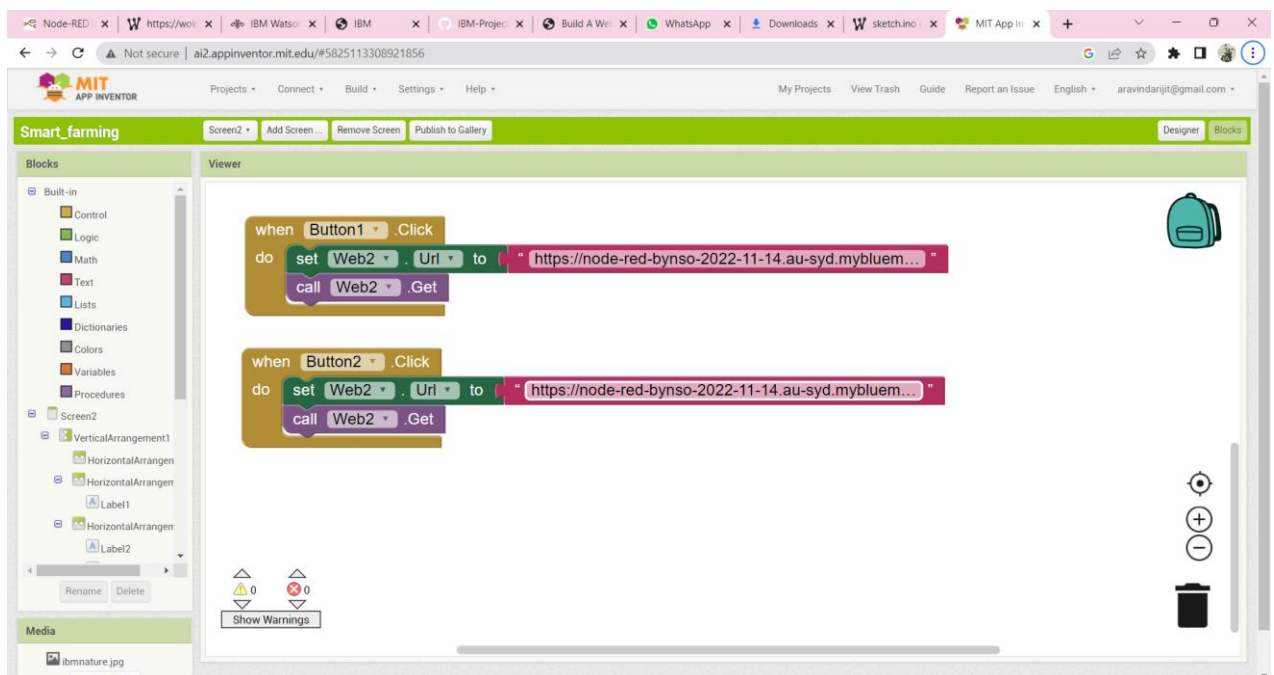 Node-RED
https://wok
IBM Watson
IBM
IBM-Project
Build A Web
WhatsApp
Downloads
sketch.ino
MIT App In
Not secure | ai2.appinventor.mit.edu/#5825113308921856
MIT
APP INVENTOR
Projects Connect Build Settings Help My Projects View Trash Guide Report an Issue English aravindarijit@gmail.com
Smart_farming Screen2 Add Screen ... Remove Screen Publish to Gallery Designer Blocks
Blocks
Viewer
Built-in
Control
Logic
Math
Text
Lists
Dictionaries
Colors
Variables
Procedures
Screen2
VerticalArrangement1
HorizontalArrangen
HorizontalArrangen
Label1
HorizontalArrangen
Label2
Rename Delete
Media
ibmnature.jpg
when Button1 .Click
do set Web2 . Url to " https://node-red-bynso-2022-11-14.au-syd.mybluem... "
call Web2 .Get
when Button2 .Click
do set Web2 . Url to " https://node-red-bynso-2022-11-14.au-syd.mybluem... "
call Web2 .Get
0 0
Show Warnings